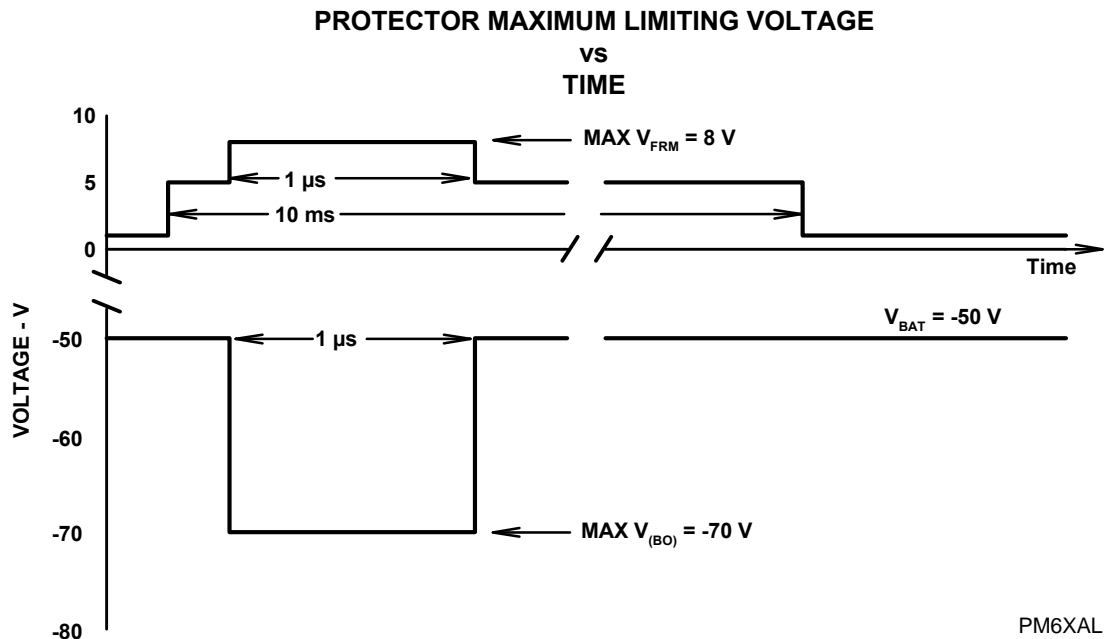 PROTECTOR MAXIMUM LIMITING VOLTAGE
vs
TIME
10
MAX V_FRM = 8 V
5
1 µs
10 ms
0
Time
VOLTAGE - V
V_BAT = -50 V
-50
1 µs
-60
-70
MAX V_(BO) = -70 V
-80
PM6XAL